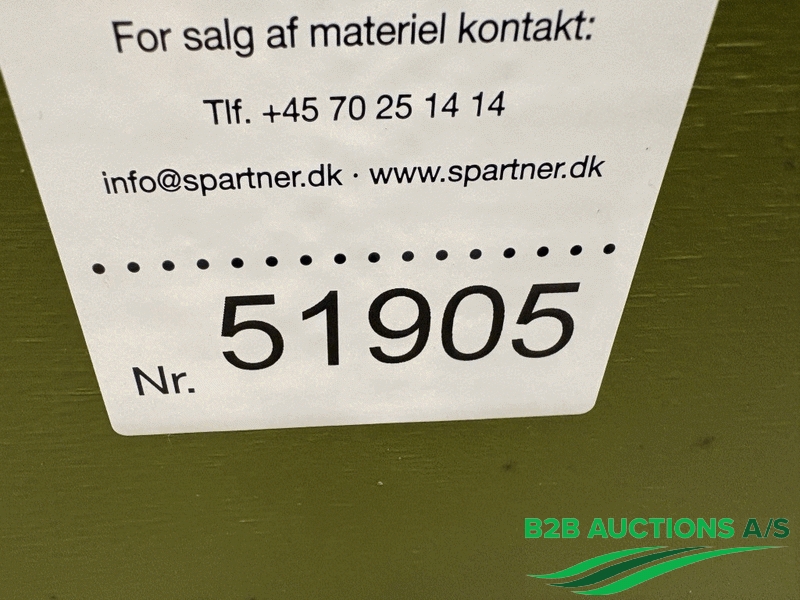 For salg af materiel kontakt:
Tlf. +45 70 25 14 14
info@spartner.dk · www.spartner.dk
Nr. 51905
B2B AUCTIONS A/S